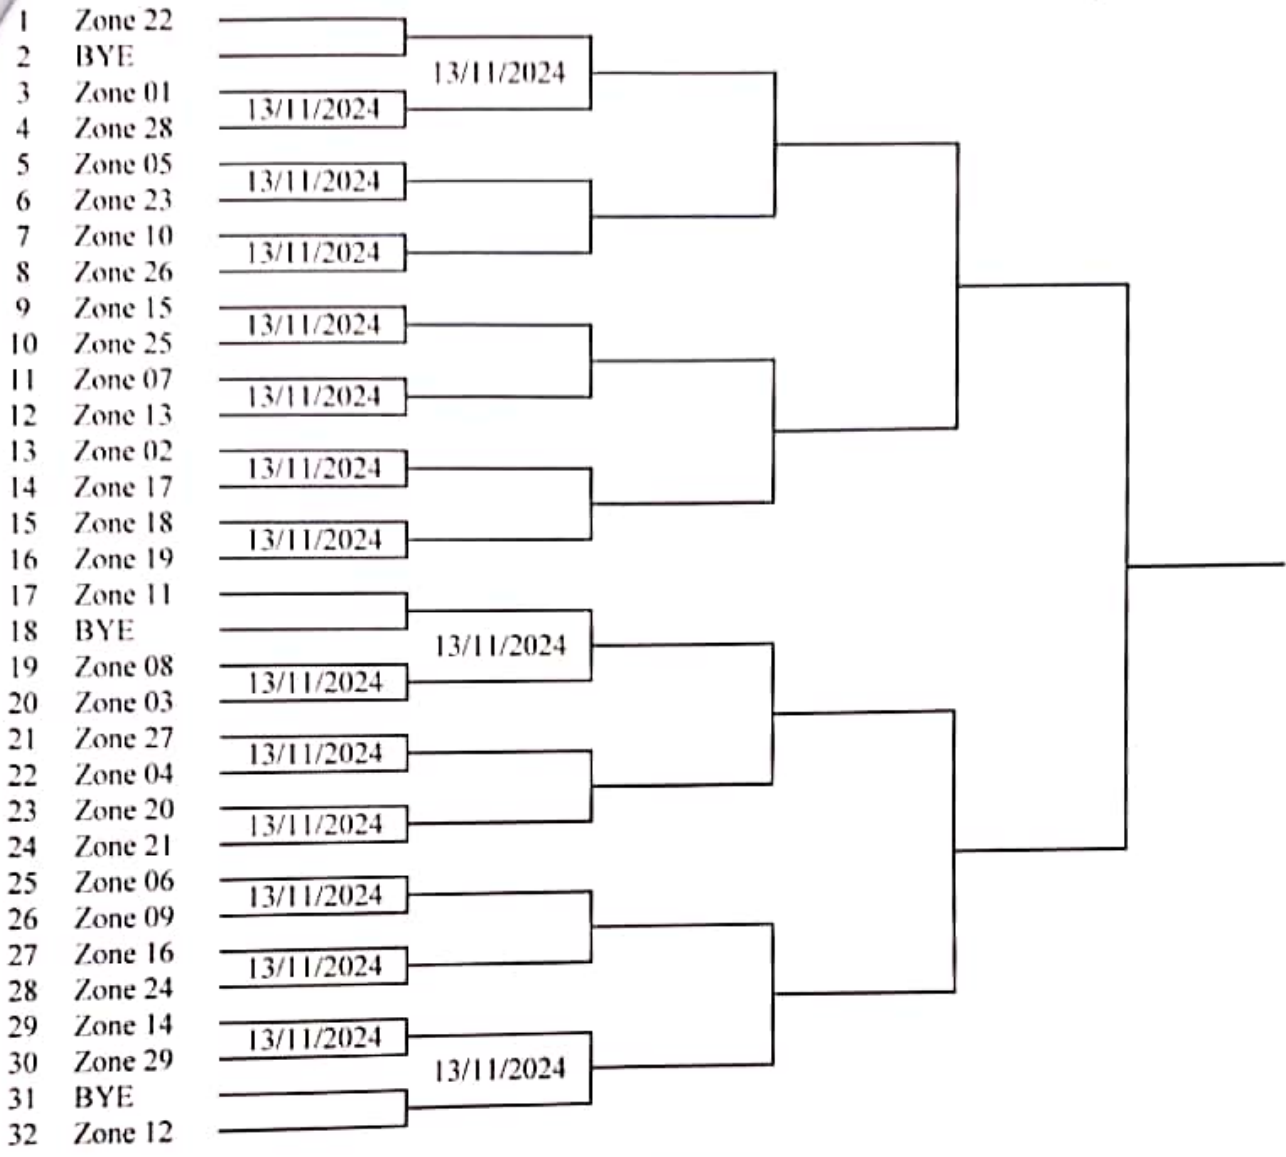 1 Zone 22
2 BYE
13/11/2024
3 Zone 01
13/11/2024
4 Zone 28
5 Zone 05
13/11/2024
6 Zone 23
7 Zone 10
13/11/2024
8 Zone 26
9 Zone 15
13/11/2024
10 Zone 25
11 Zone 07
13/11/2024
12 Zone 13
13 Zone 02
13/11/2024
14 Zone 17
15 Zone 18
13/11/2024
16 Zone 19
17 Zone 11
18 BYE
13/11/2024
19 Zone 08
13/11/2024
20 Zone 03
21 Zone 27
13/11/2024
22 Zone 04
23 Zone 20
13/11/2024
24 Zone 21
25 Zone 06
13/11/2024
26 Zone 09
27 Zone 16
13/11/2024
28 Zone 24
29 Zone 14
13/11/2024
30 Zone 29
13/11/2024
31 BYE
32 Zone 12